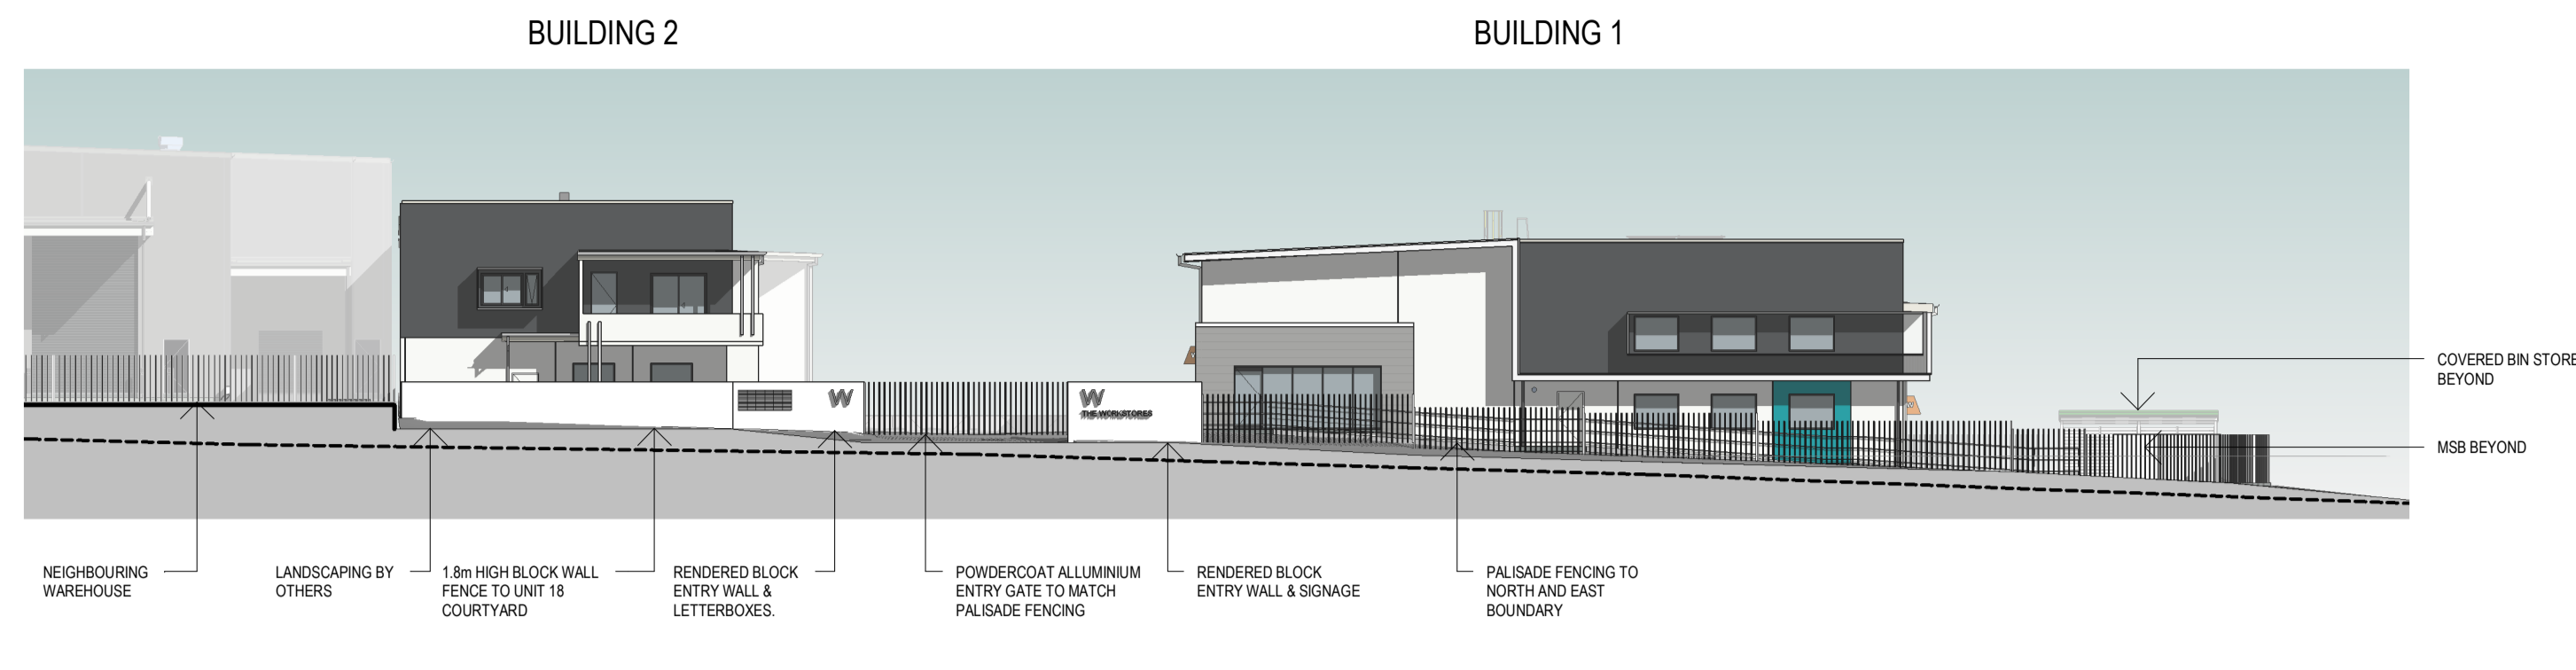 BUILDING 2
BUILDING 1
W
W
THE WORKSTORES
COVERED BIN STORE
BEYOND
MSB BEYOND
NEIGHBOURING
WAREHOUSE
LANDSCAPING BY
OTHERS
1.8m HIGH BLOCK WALL
FENCE TO UNIT 18
COURTYARD
RENDERED BLOCK
ENTRY WALL &
LETTERBOXES.
POWDERCOAT ALLUMINIUM
ENTRY GATE TO MATCH
PALISADE FENCING
RENDERED BLOCK
ENTRY WALL & SIGNAGE
PALISADE FENCING TO
NORTH AND EAST
BOUNDARY